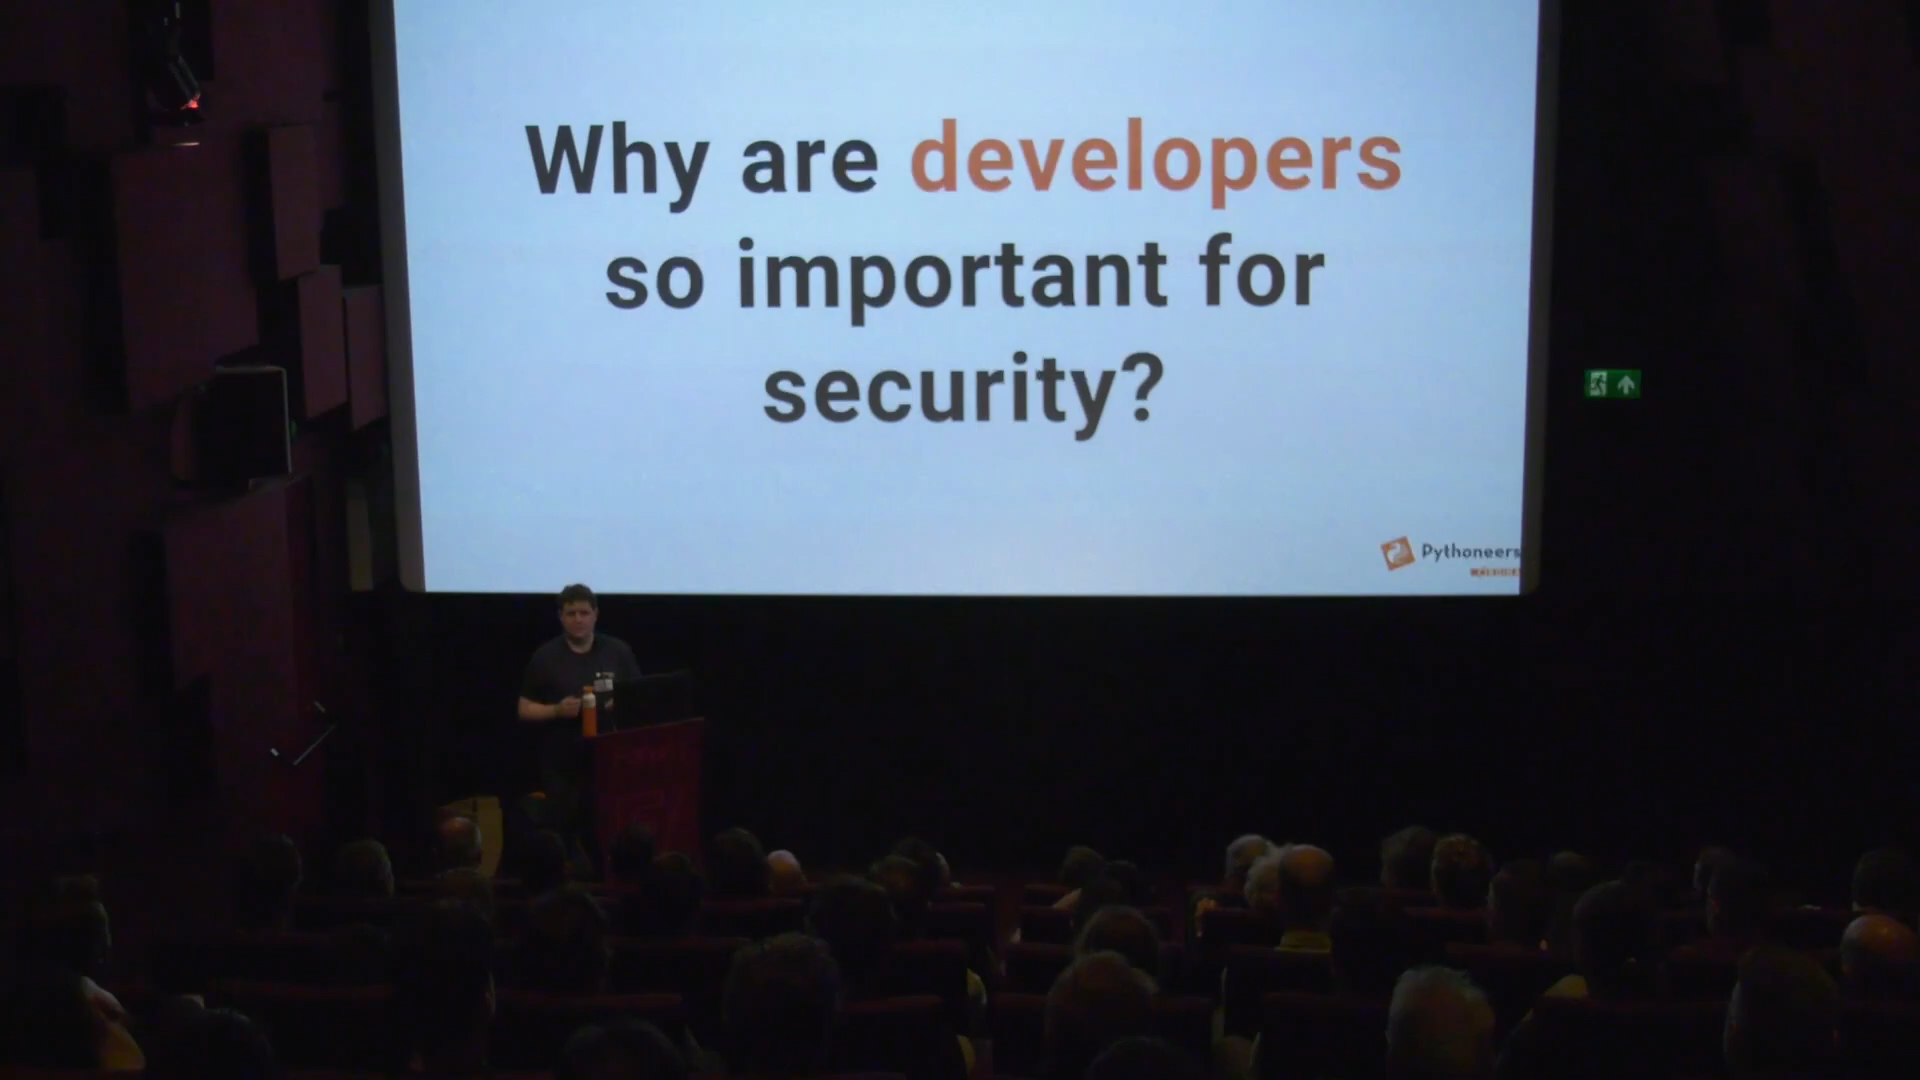 Why are developers
so important for
security?
Pythoneers